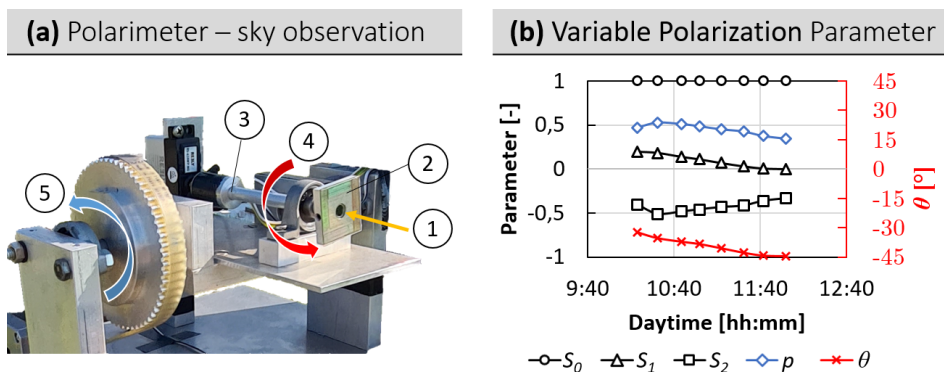 (a) Polarimeter – sky observation
3
4
2
5
1
(b) Variable Polarization Parameter
1
0,5
0
-0,5
-1
Parameter [-]
45
30
15
0
-15
-30
-45
θ [°]
9:40
10:40
11:40
12:40
Daytime [hh:mm]
S0
S1
S2
p
θ